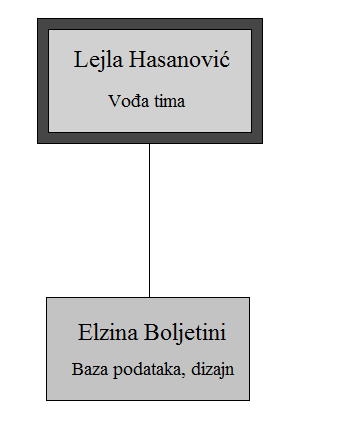 Lejla Hasanović
Vođa tima
Elzina Boljetini
Baza podataka, dizajn